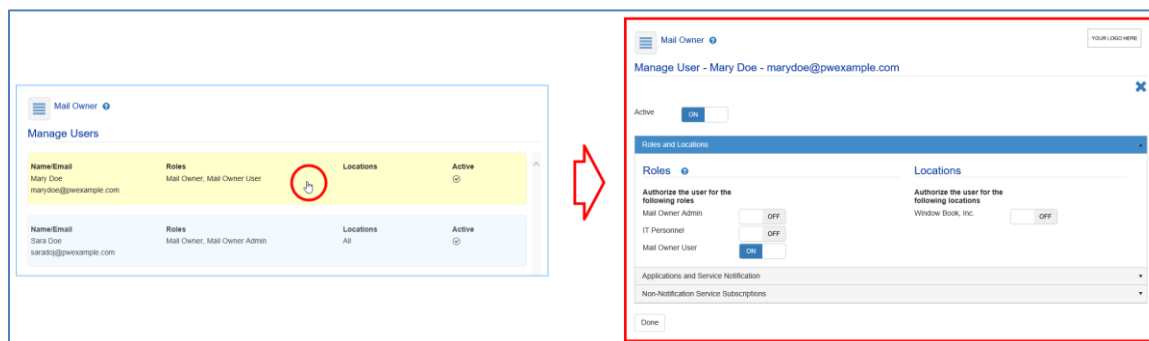 Mail Owner
Manage Users
Name/Email Roles Locations Active
Mary Doe Mail Owner, Mail Owner User
marydoe@pwexample.com
Name/Email Roles Locations Active
Sara Doe Mail Owner, Mail Owner Admin All
saradoj@pwexample.com
Mail Owner
YOUR LOGO HERE
Manage User - Mary Doe - marydoe@pwexample.com
Active ON
Roles and Locations
Roles Locations
Authorize the user for the following roles
Authorize the user for the following locations
Mail Owner Admin OFF Window Book, Inc. OFF
IT Personnel OFF
Mail Owner User ON
Applications and Service Notification
Non-Notification Service Subscriptions
Done